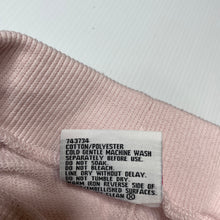 743734
COTTON/POLYESTER
COLD GENTLE MACHINE WASH
SEPARATELY BEFORE USE.
DO NOT SOAK.
DO NOT BLEACH.
LINE DRY WITHOUT DELAY.
DO NOT TUMBLE DRY.
WARM IRON REVERSE SIDE OF
EMBELLISHED SURFACES.
CLEAN